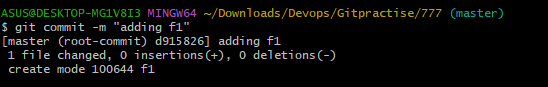 ASUS@DESKTOP-MG1V8I3 MINGW64 ~/Downloads/Devops/Gitpractise/777 (master)
$ git commit -m "adding f1"
[master (root-commit) d915826] adding f1
 1 file changed, 0 insertions(+), 0 deletions(-)
 create mode 100644 f1